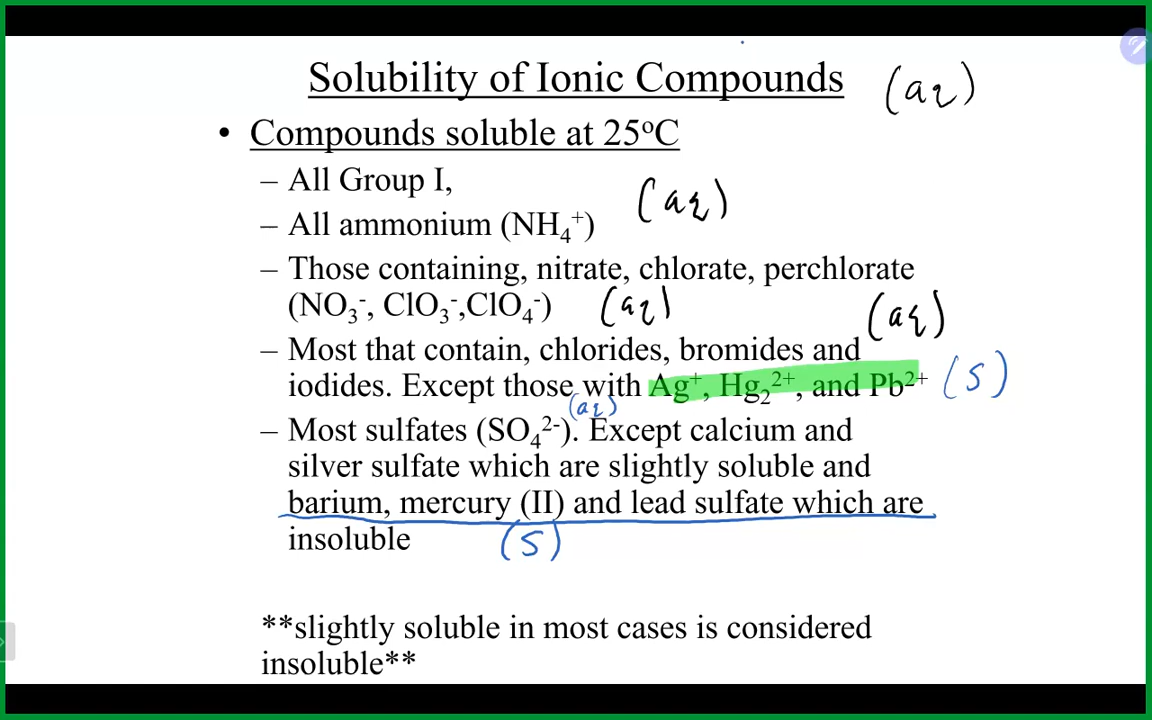 Solubility of Ionic Compounds (aq)
• Compounds soluble at 25°C
– All Group I,
(aq)
– All ammonium (NH₄⁺)
– Those containing, nitrate, chlorate, perchlorate
(NO₃⁻, ClO₃⁻,ClO₄⁻) (aq) (aq)
– Most that contain, chlorides, bromides and
iodides. Except those with Ag⁺, Hg₂²⁺, and Pb²⁺ (s)
(aq)
– Most sulfates (SO₄²⁻). Except calcium and
silver sulfate which are slightly soluble and
barium, mercury (II) and lead sulfate which are
insoluble (s)
**slightly soluble in most cases is considered
insoluble**